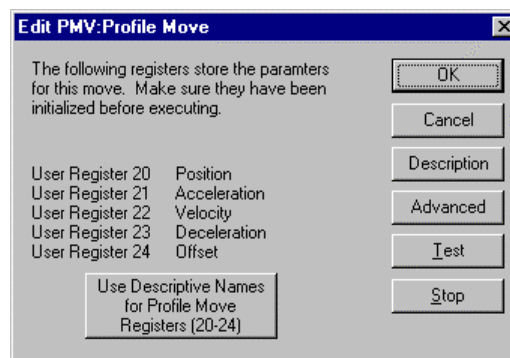 Edit PMV:Profile Move
The following registers store the paramters
for this move. Make sure they have been
initialized before executing.
User Register 20 Position
User Register 21 Acceleration
User Register 22 Velocity
User Register 23 Deceleration
User Register 24 Offset
Use Descriptive Names
for Profile Move
Registers (20-24)
OK
Cancel
Description
Advanced
Test
Stop